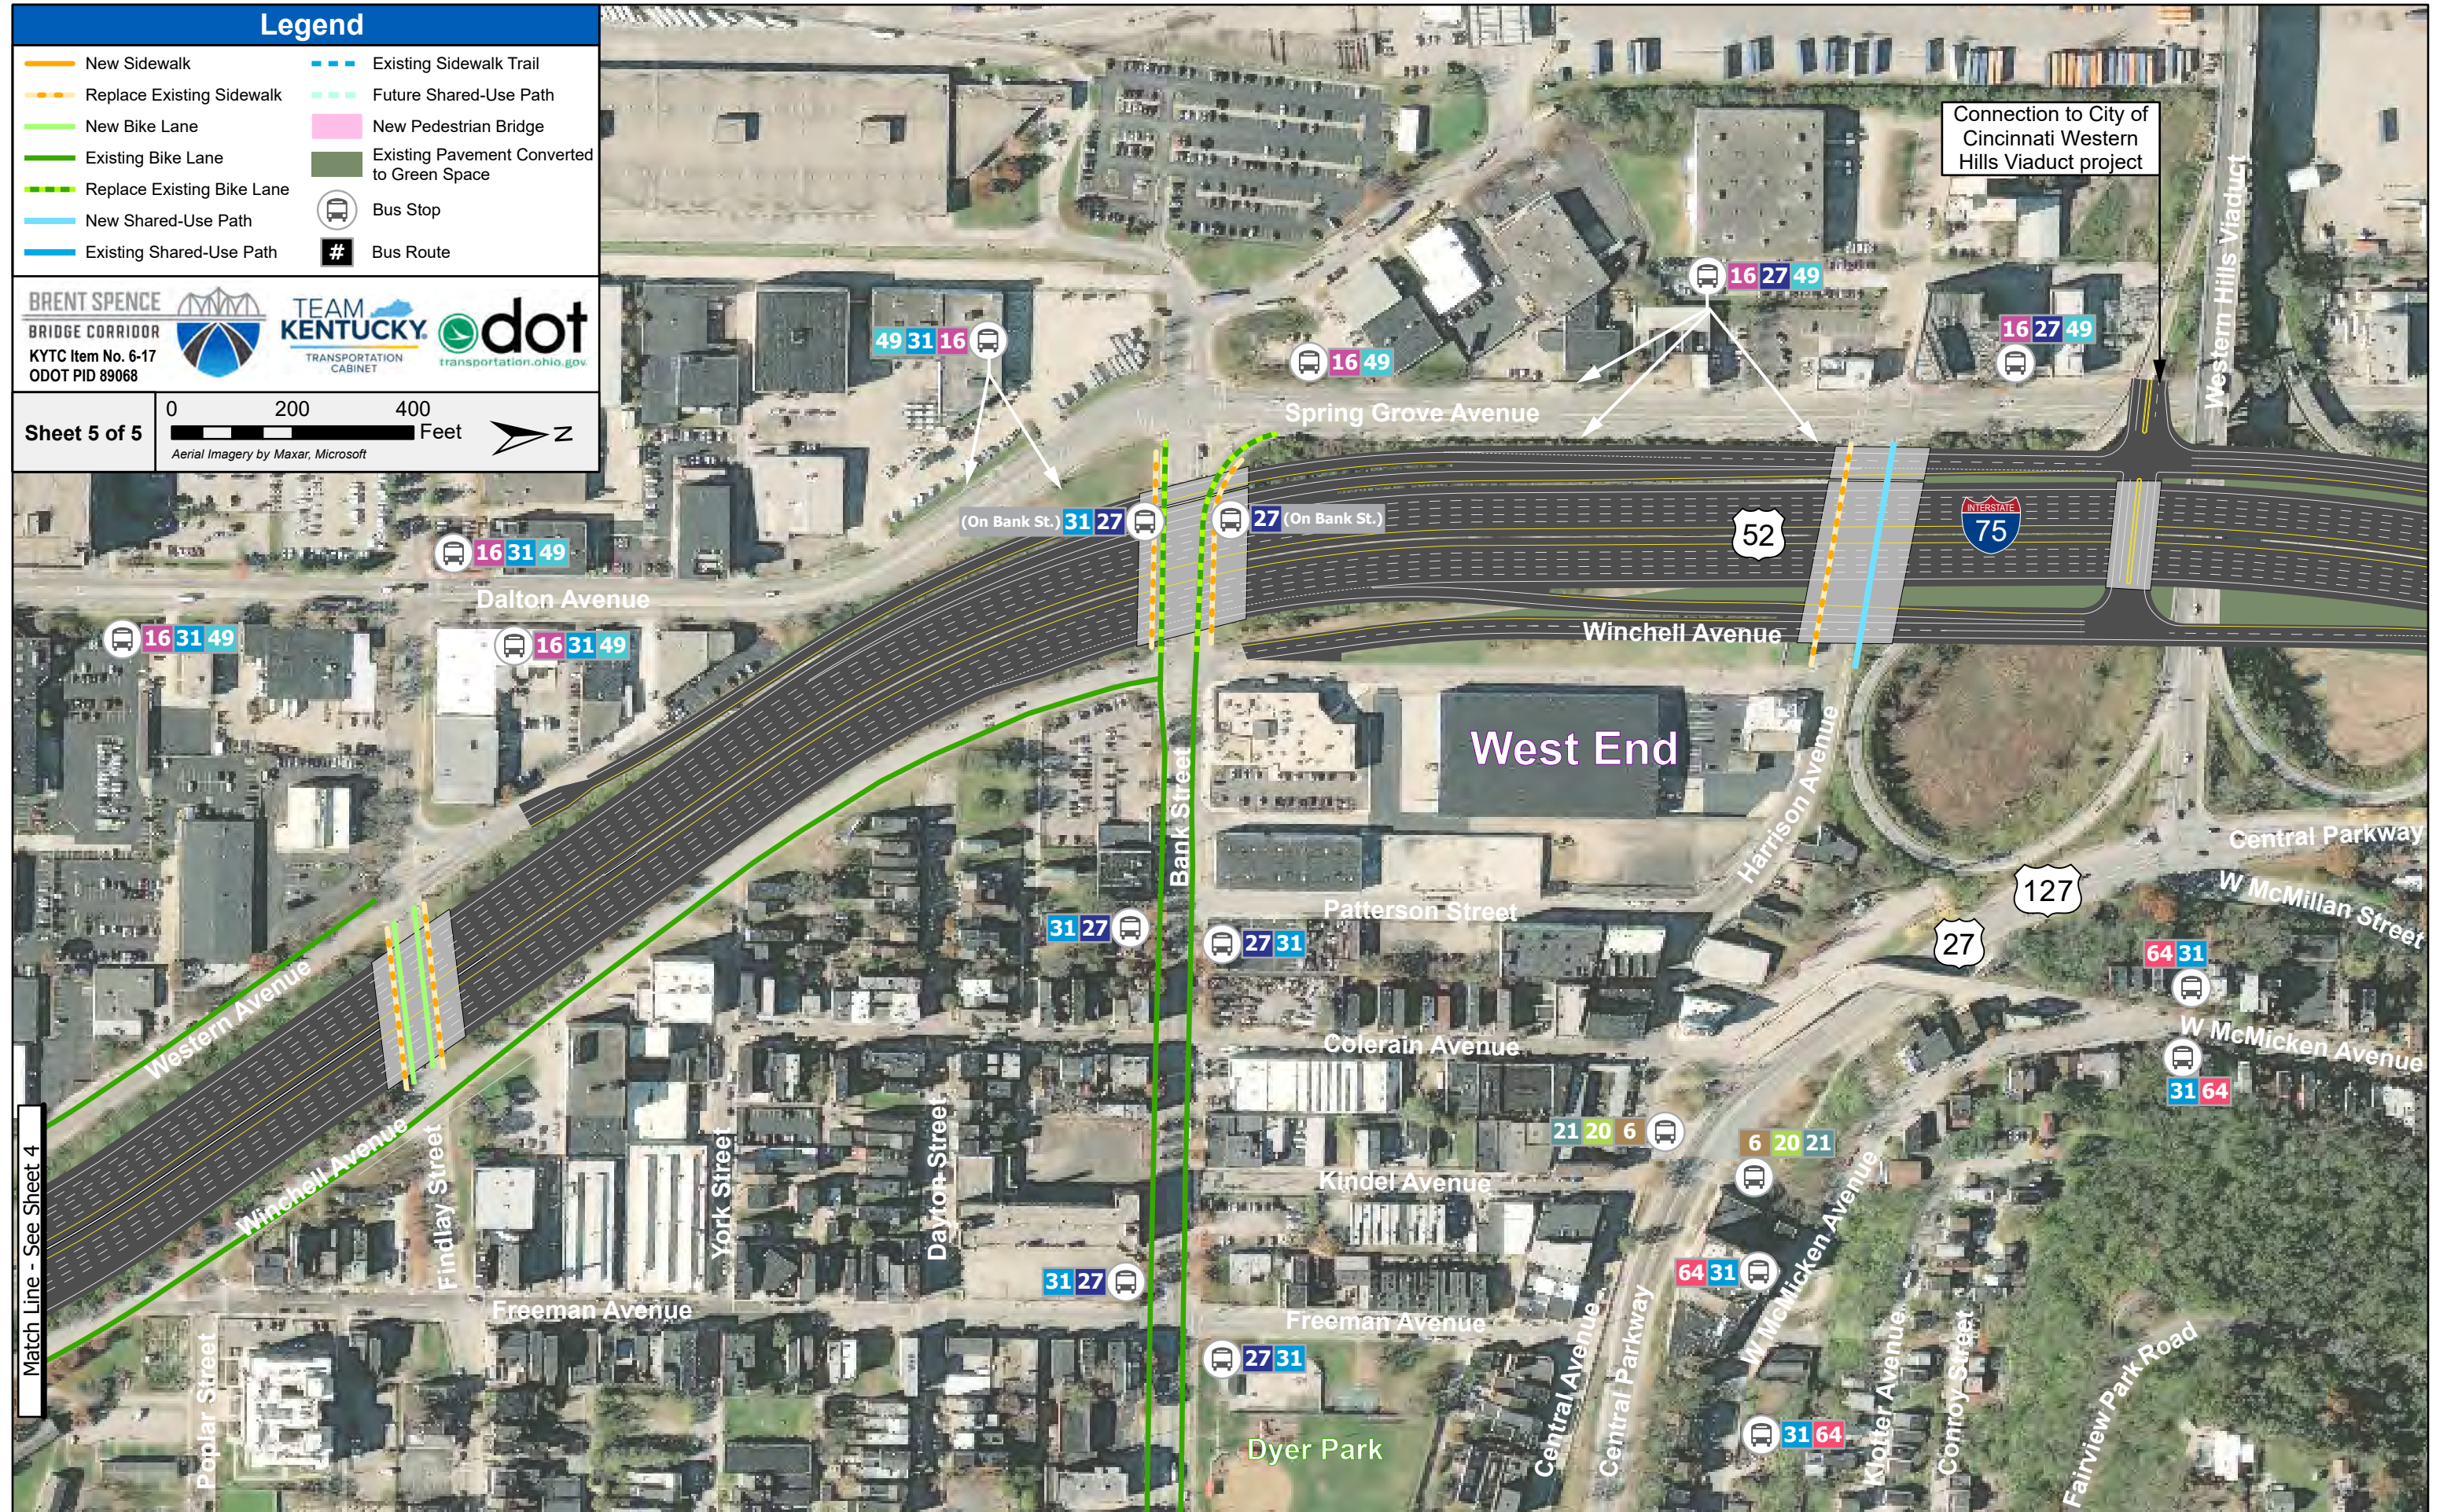 Legend
New Sidewalk
Replace Existing Sidewalk
New Bike Lane
Existing Bike Lane
Replace Existing Bike Lane
New Shared-Use Path
Existing Shared-Use Path
Existing Sidewalk Trail
Future Shared-Use Path
New Pedestrian Bridge
Existing Pavement Converted
to Green Space
Bus Stop
# Bus Route
BRENT SPENCE
BRIDGE CORRIDOR
KYTC Item No. 6-17
ODOT PID 89068
TEAM
KENTUCKY.
TRANSPORTATION
CABINET
odot
transportation.ohio.gov
Sheet 5 of 5
0 200 400
Feet
Aerial Imagery by Maxar, Microsoft
N
Connection to City of
Cincinnati Western
Hills Viaduct project
Western Hills Viaduct
16 27 49
16 27 49
49 31 16
16 49
Spring Grove Avenue
(On Bank St.) 31 27
27 (On Bank St.)
52
INTERSTATE
75
16 31 49
Dalton Avenue
16 31 49
16 31 49
Winchell Avenue
West End
Bank Street
Harrison Avenue
Central Parkway
127
W McMillan Street
27
Patterson Street
31 27
27 31
64 31
Western Avenue
W McMicken Avenue
Colerain Avenue
31 64
Winchell Avenue
Findlay Street
York Street
Dayton Street
21 20 6
6 20 21
Kindel Avenue
Match Line - See Sheet 4
31 27
64 31
W McMicken Avenue
Freeman Avenue
Freeman Avenue
27 31
Poplar Street
Dyer Park
Central Avenue
Central Parkway
31 64
Klotter Avenue
Conroy Street
Fairview Park Road